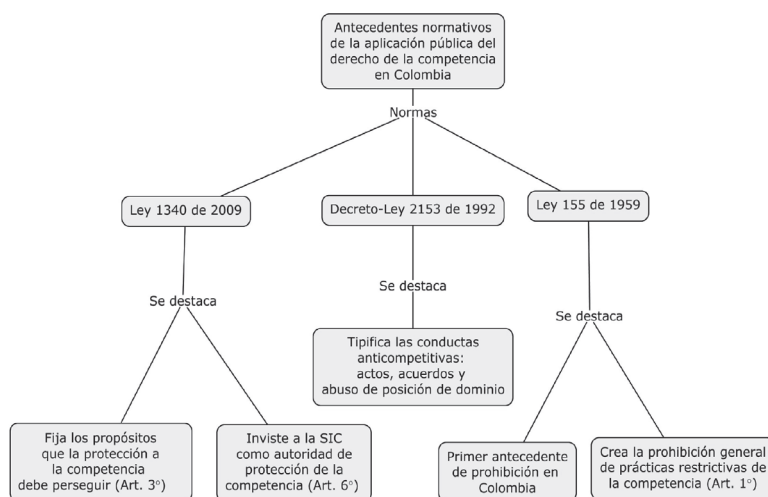 Antecedentes normativos
de la aplicación pública del
derecho de la competencia
en Colombia
Normas
Ley 1340 de 2009
Decreto-Ley 2153 de 1992
Ley 155 de 1959
Se destaca
Se destaca
Se destaca
Tipifica las conductas
anticompetitivas:
actos, acuerdos y
abuso de posición de dominio
Fija los propósitos
que la protección a
la competencia
debe perseguir (Art. 3°)
Inviste a la SIC
como autoridad de
protección de la
competencia (Art. 6°)
Primer antecedente
de prohibición en
Colombia
Crea la prohibición general
de prácticas restrictivas de
la competencia (Art. 1°)